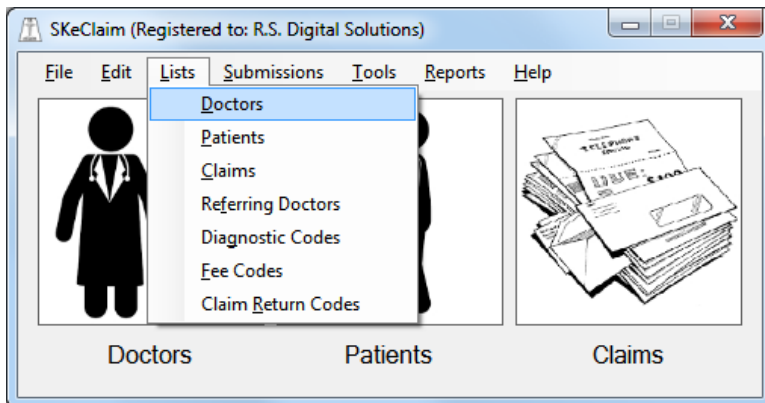 SKeClaim (Registered to: R.S. Digital Solutions)
File Edit Lists Submissions Tools Reports Help
Doctors
Patients
Claims
Referring Doctors
Diagnostic Codes
Fee Codes
Claim Return Codes
TELEPHONE
Doctors Patients Claims